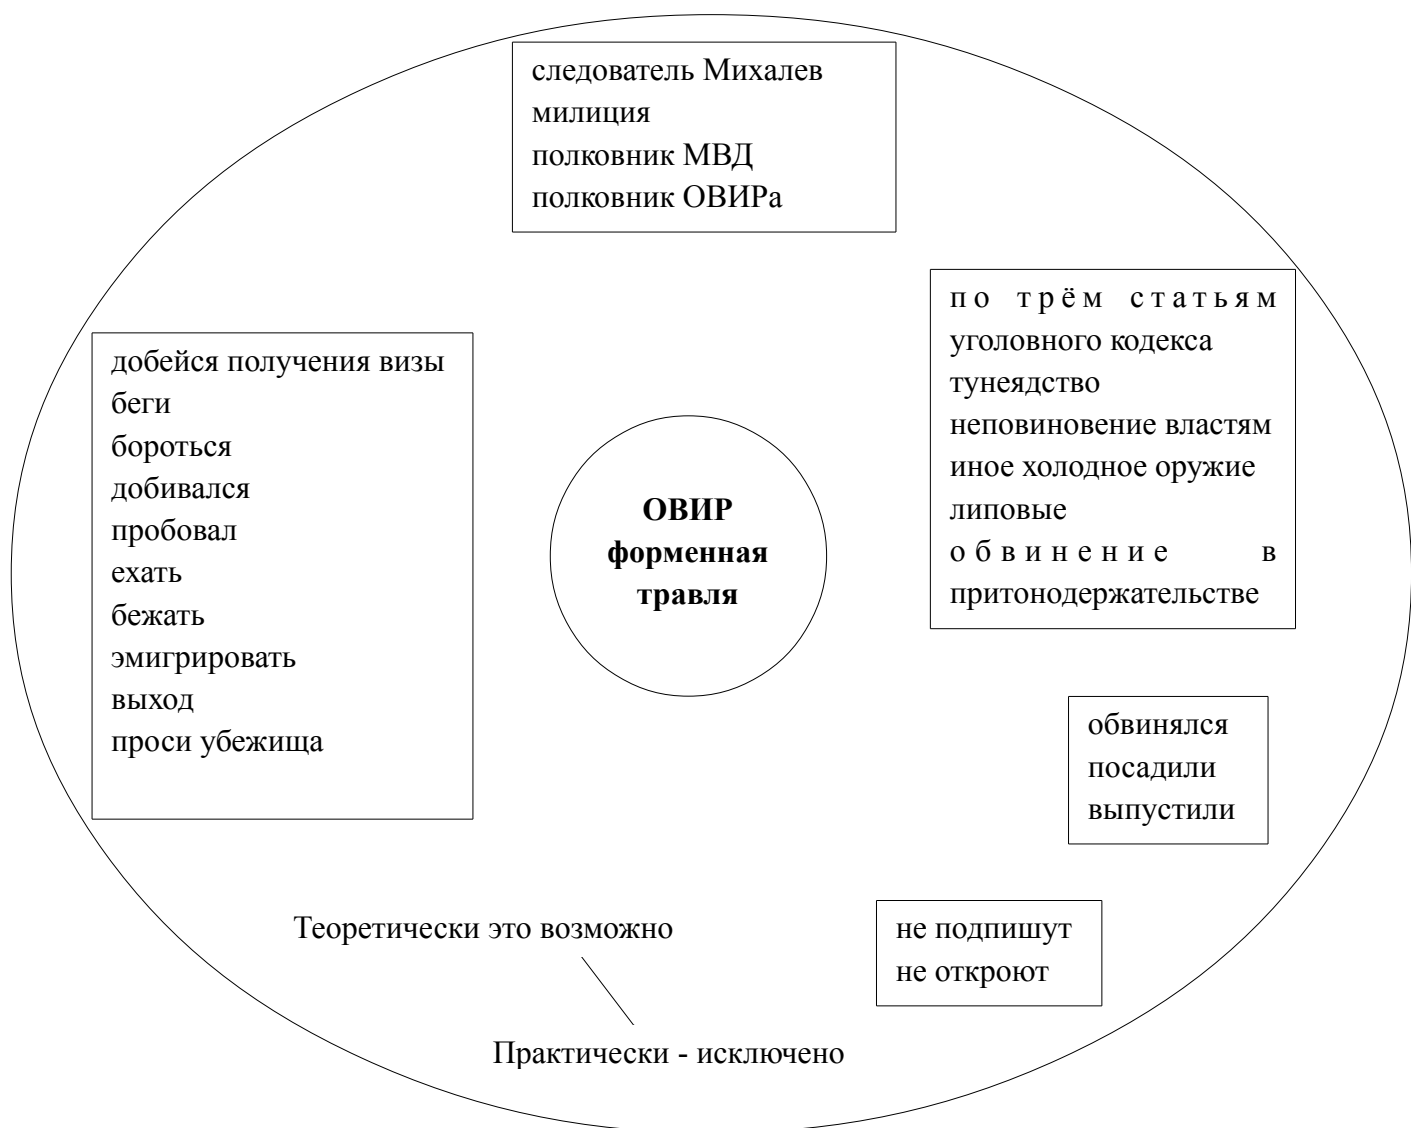 следователь Михалев
милиция
полковник МВД
полковник ОВИРа
добейся получения визы
беги
бороться
добивался
пробовал
ехать
бежать
эмигрировать
выход
проси убежища
ОВИР
форменная
травля
по трём статьям
уголовного кодекса
тунеядство
неповиновение властям
иное холодное оружие
липовые
обвинение в
притонодержательстве
обвинялся
посадили
выпустили
не подпишут
не откроют
Теоретически это возможно
Практически - исключено